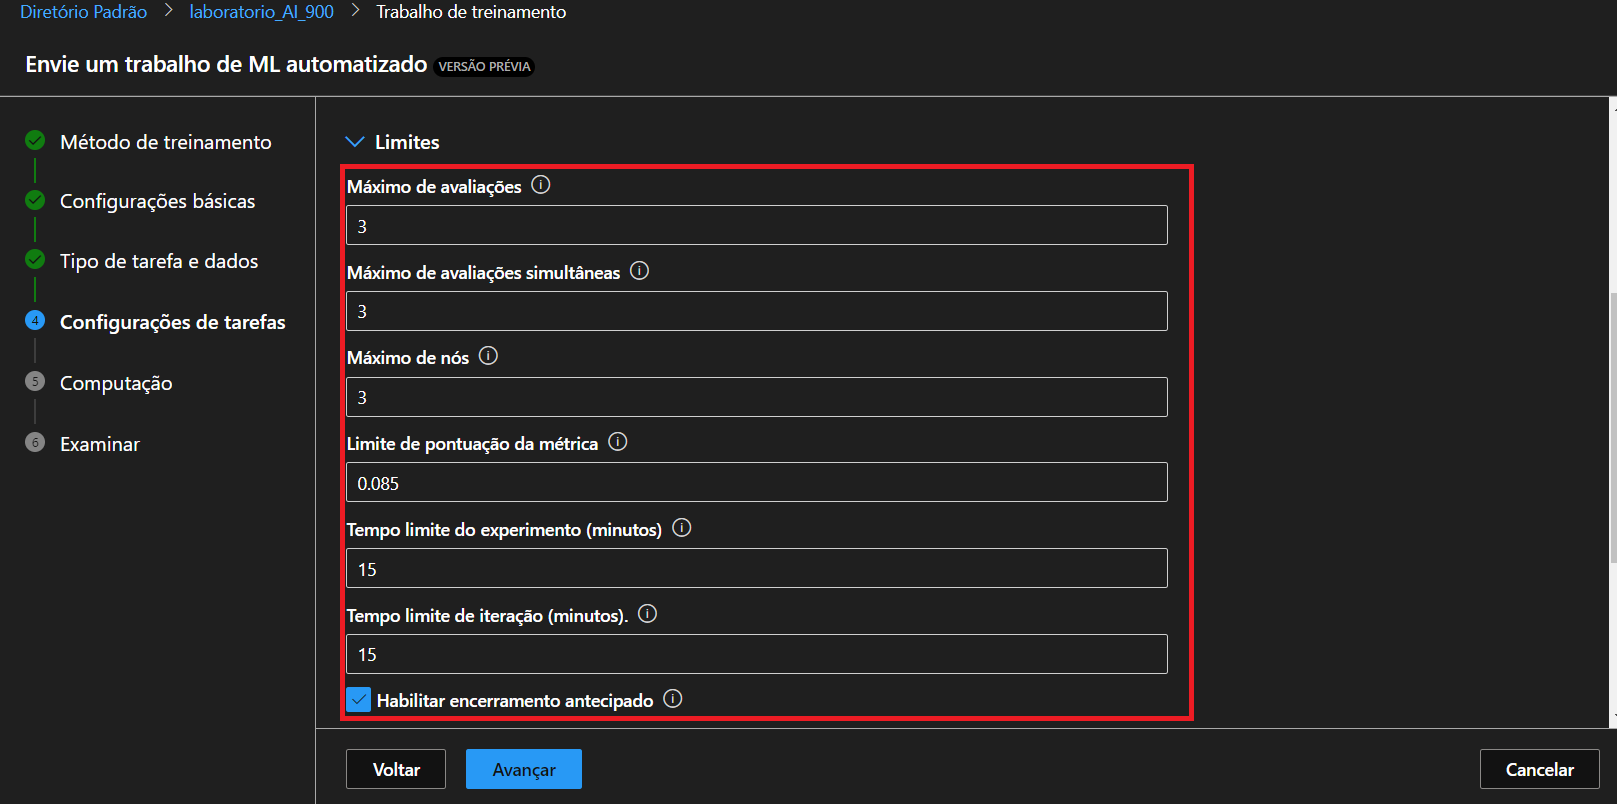 Diretório Padrão > laboratorio_AI_900 > Trabalho de treinamento
Envie um trabalho de ML automatizado VERSÃO PRÉVIA
Método de treinamento
Configurações básicas
Tipo de tarefa e dados
4 Configurações de tarefas
5 Computação
6 Examinar
Limites
Máximo de avaliações
3
Máximo de avaliações simultâneas
3
Máximo de nós
3
Limite de pontuação da métrica
0.085
Tempo limite do experimento (minutos)
15
Tempo limite de iteração (minutos).
15
Habilitar encerramento antecipado
Voltar
Avançar
Cancelar